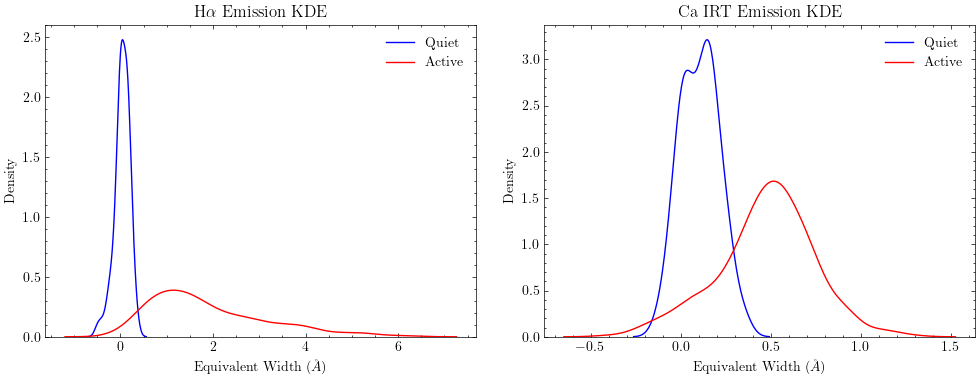 Hα Emission KDE
Quiet
Active
2.5
2.0
1.5
1.0
0.5
0.0
Density
0
2
4
6
Equivalent Width (Å)
Ca IRT Emission KDE
Quiet
Active
3.0
2.5
2.0
1.5
1.0
0.5
0.0
Density
−0.5
0.0
0.5
1.0
1.5
Equivalent Width (Å)